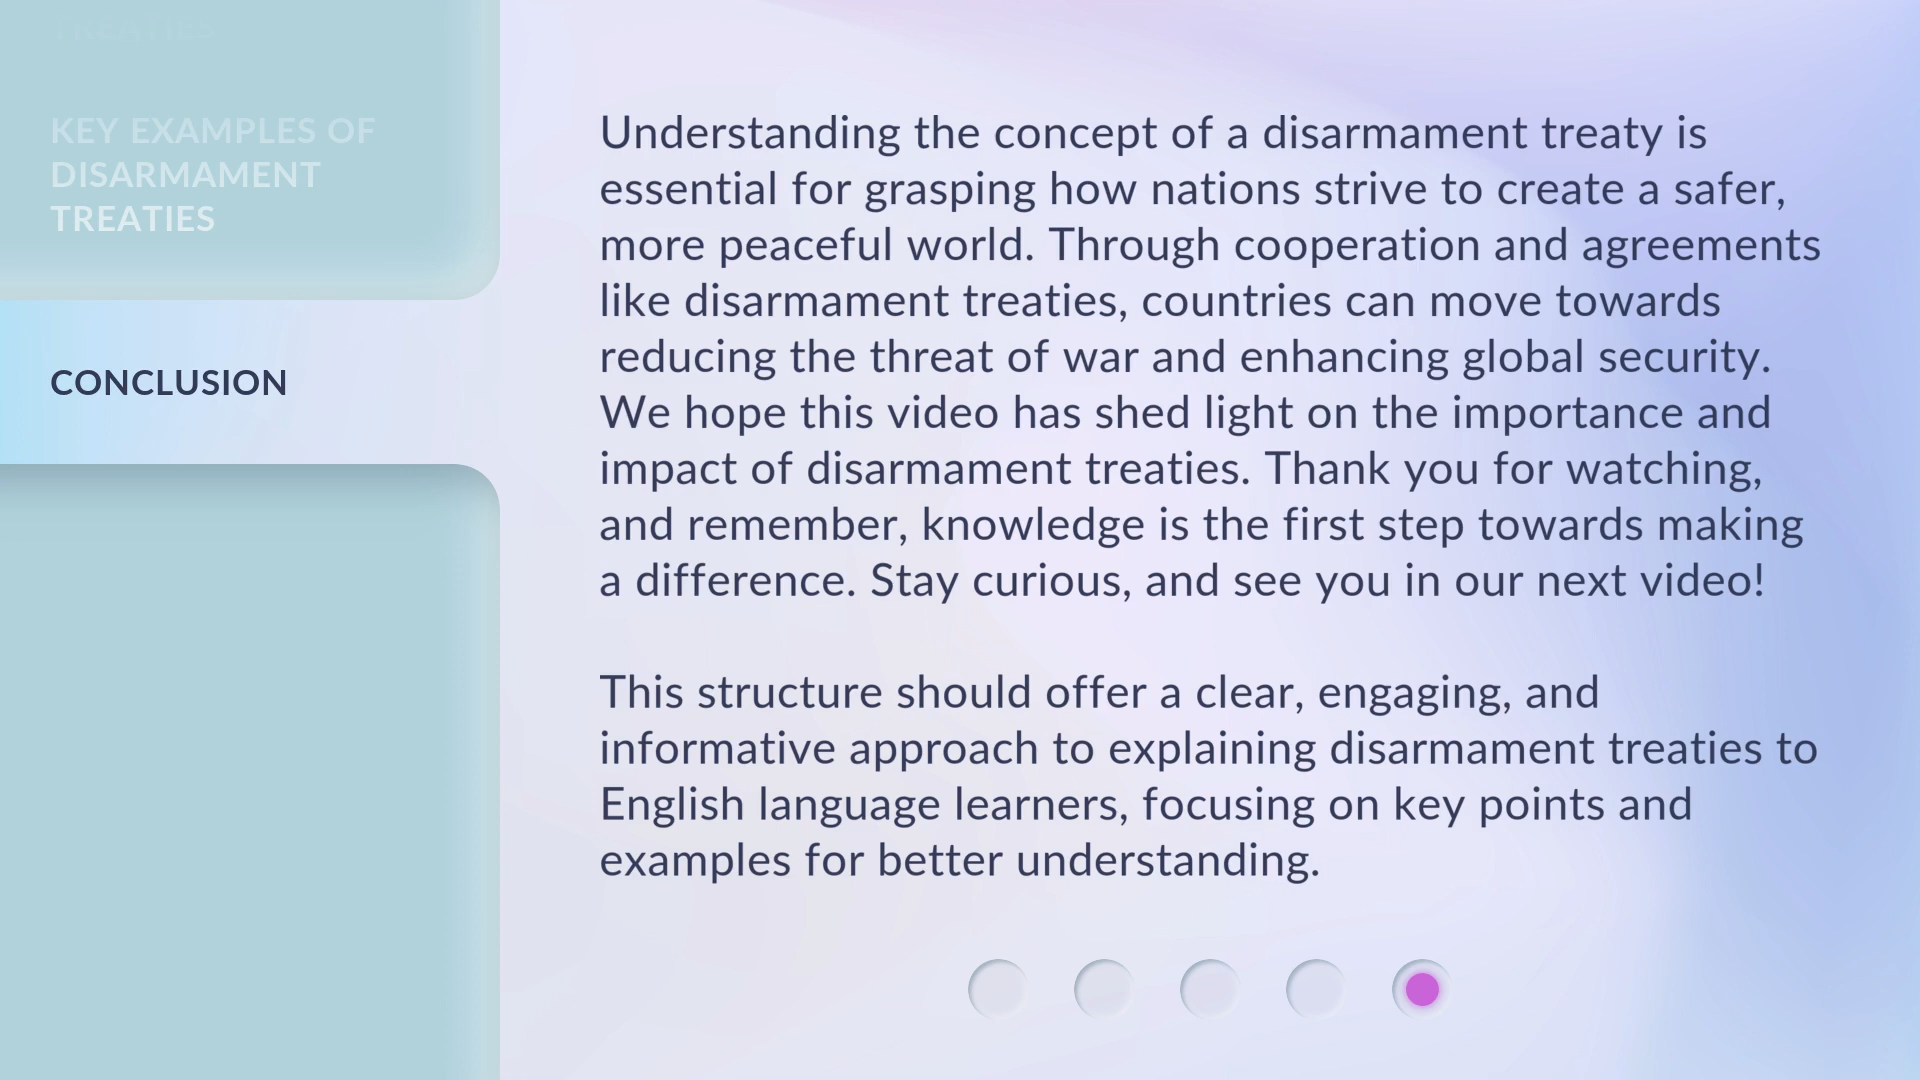 TREATIES
KEY EXAMPLES OF
DISARMAMENT
TREATIES
CONCLUSION
Understanding the concept of a disarmament treaty is
essential for grasping how nations strive to create a safer,
more peaceful world. Through cooperation and agreements
like disarmament treaties, countries can move towards
reducing the threat of war and enhancing global security.
We hope this video has shed light on the importance and
impact of disarmament treaties. Thank you for watching,
and remember, knowledge is the first step towards making
a difference. Stay curious, and see you in our next video!
This structure should offer a clear, engaging, and
informative approach to explaining disarmament treaties to
English language learners, focusing on key points and
examples for better understanding.